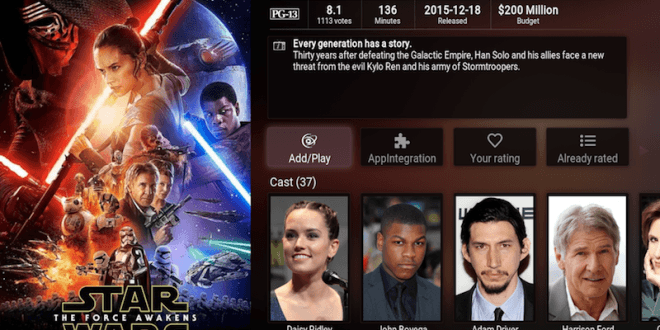 PG-13
8.1
1113 votes
136
Minutes
2015-12-18
Released
$200 Million
Budget
Every generation has a story.
Thirty years after defeating the Galactic Empire, Han Solo and his allies face a new
threat from the evil Kylo Ren and his army of Stormtroopers.
Add/Play
AppIntegration
Your rating
Already rated
Cast (37)
Daisy Ridley
John Boyega
Adam Driver
Harrison Ford
STAR
THE FORCE AWAKENS
WARS